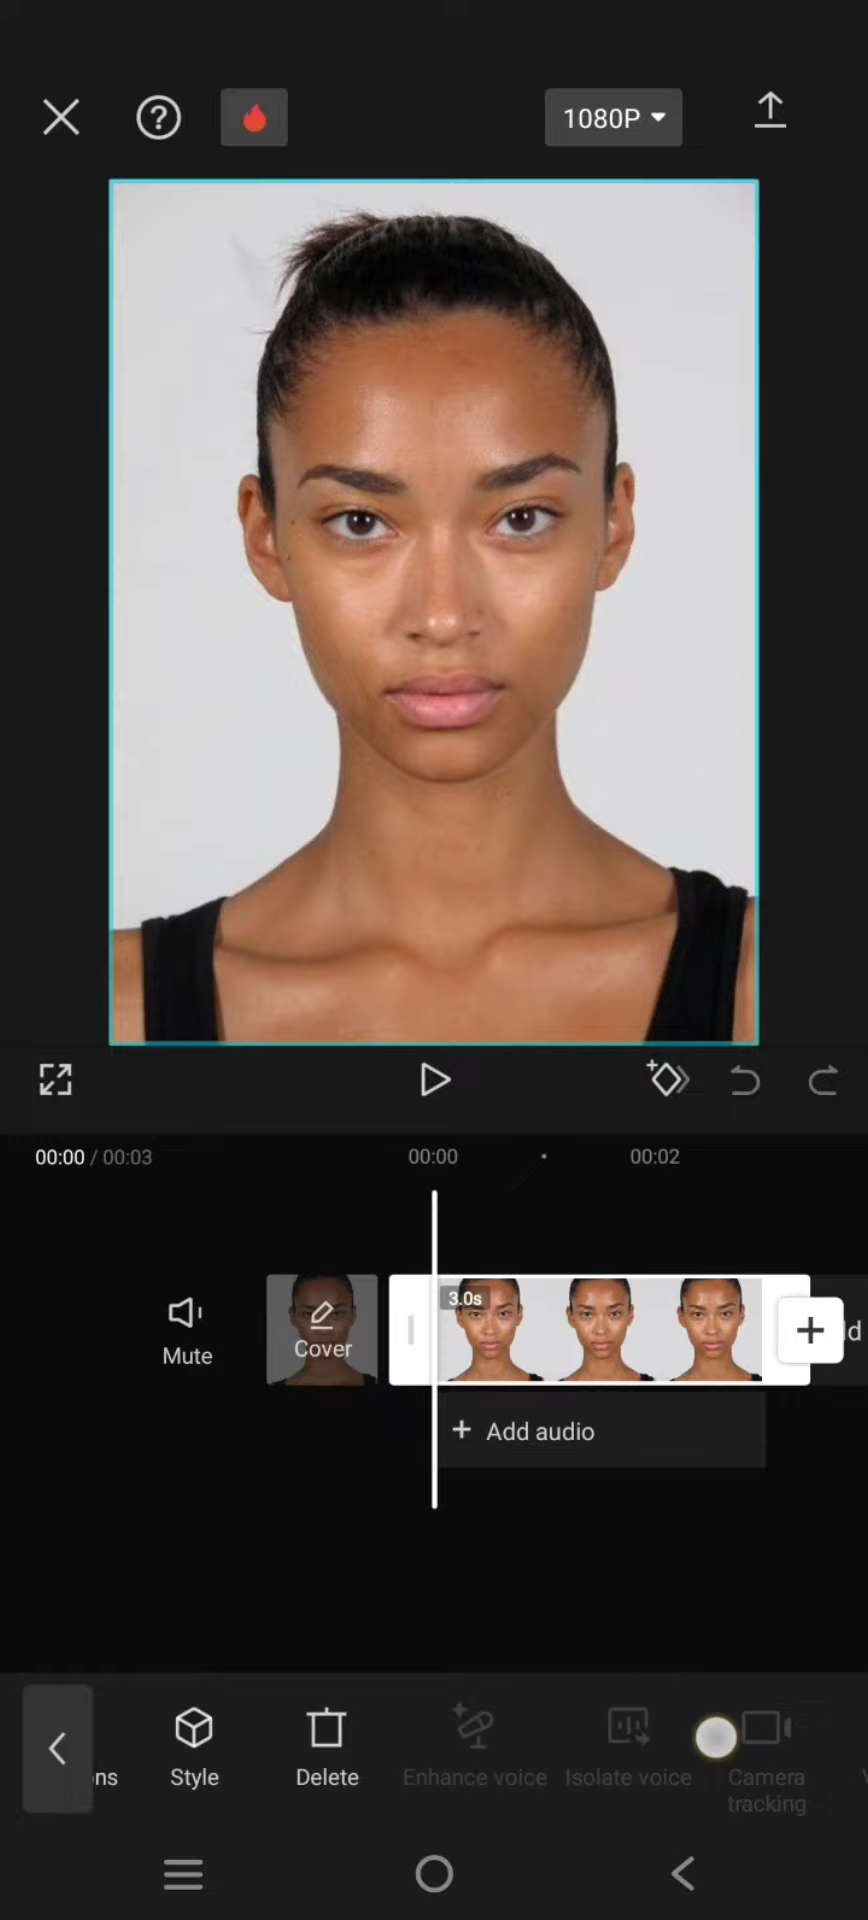 1080P
00:00 / 00:03
00:00
00:02
Mute
Cover
3.0s
ld
+ Add audio
ns
Style
Delete
Enhance voice
Isolate voice
Camera
tracking
V